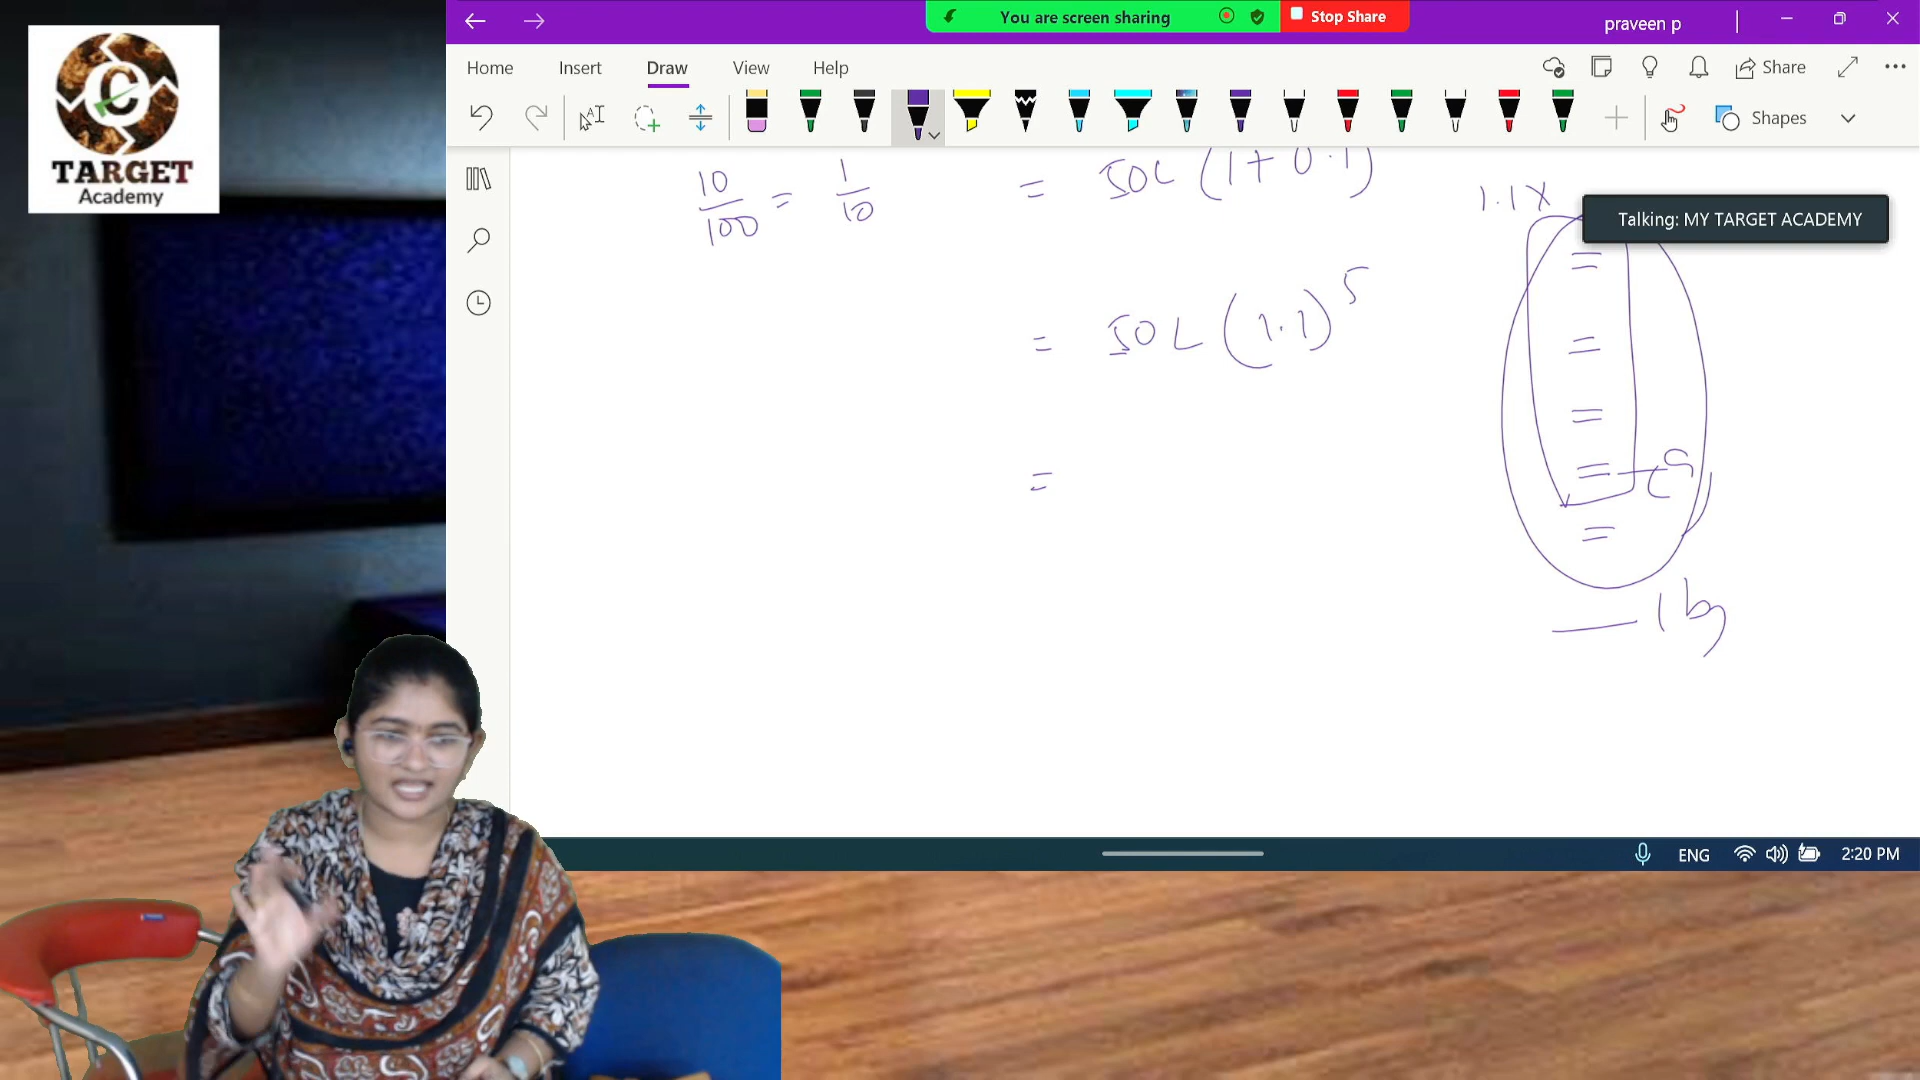 C
TARGET
Academy
You are screen sharing
Stop Share
praveen p
Home
Insert
Draw
View
Help
Share
Shapes
Talking: MY TARGET ACADEMY
10/100 = 1/10
= 50L (1+0.1)
= 50L (1.1)^5
=
1.1X
=
=
=
=
=
ENG
2:20 PM